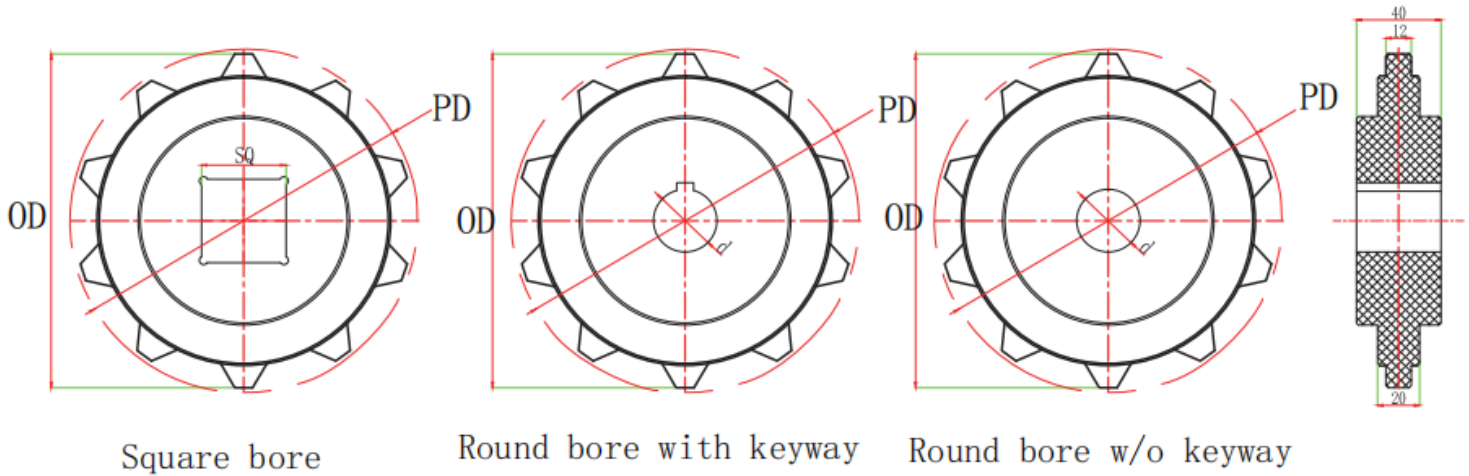 40
12
PD
PD
PD
SQ
OD
OD
OD
d
d
20
Square bore
Round bore with keyway
Round bore w/o keyway